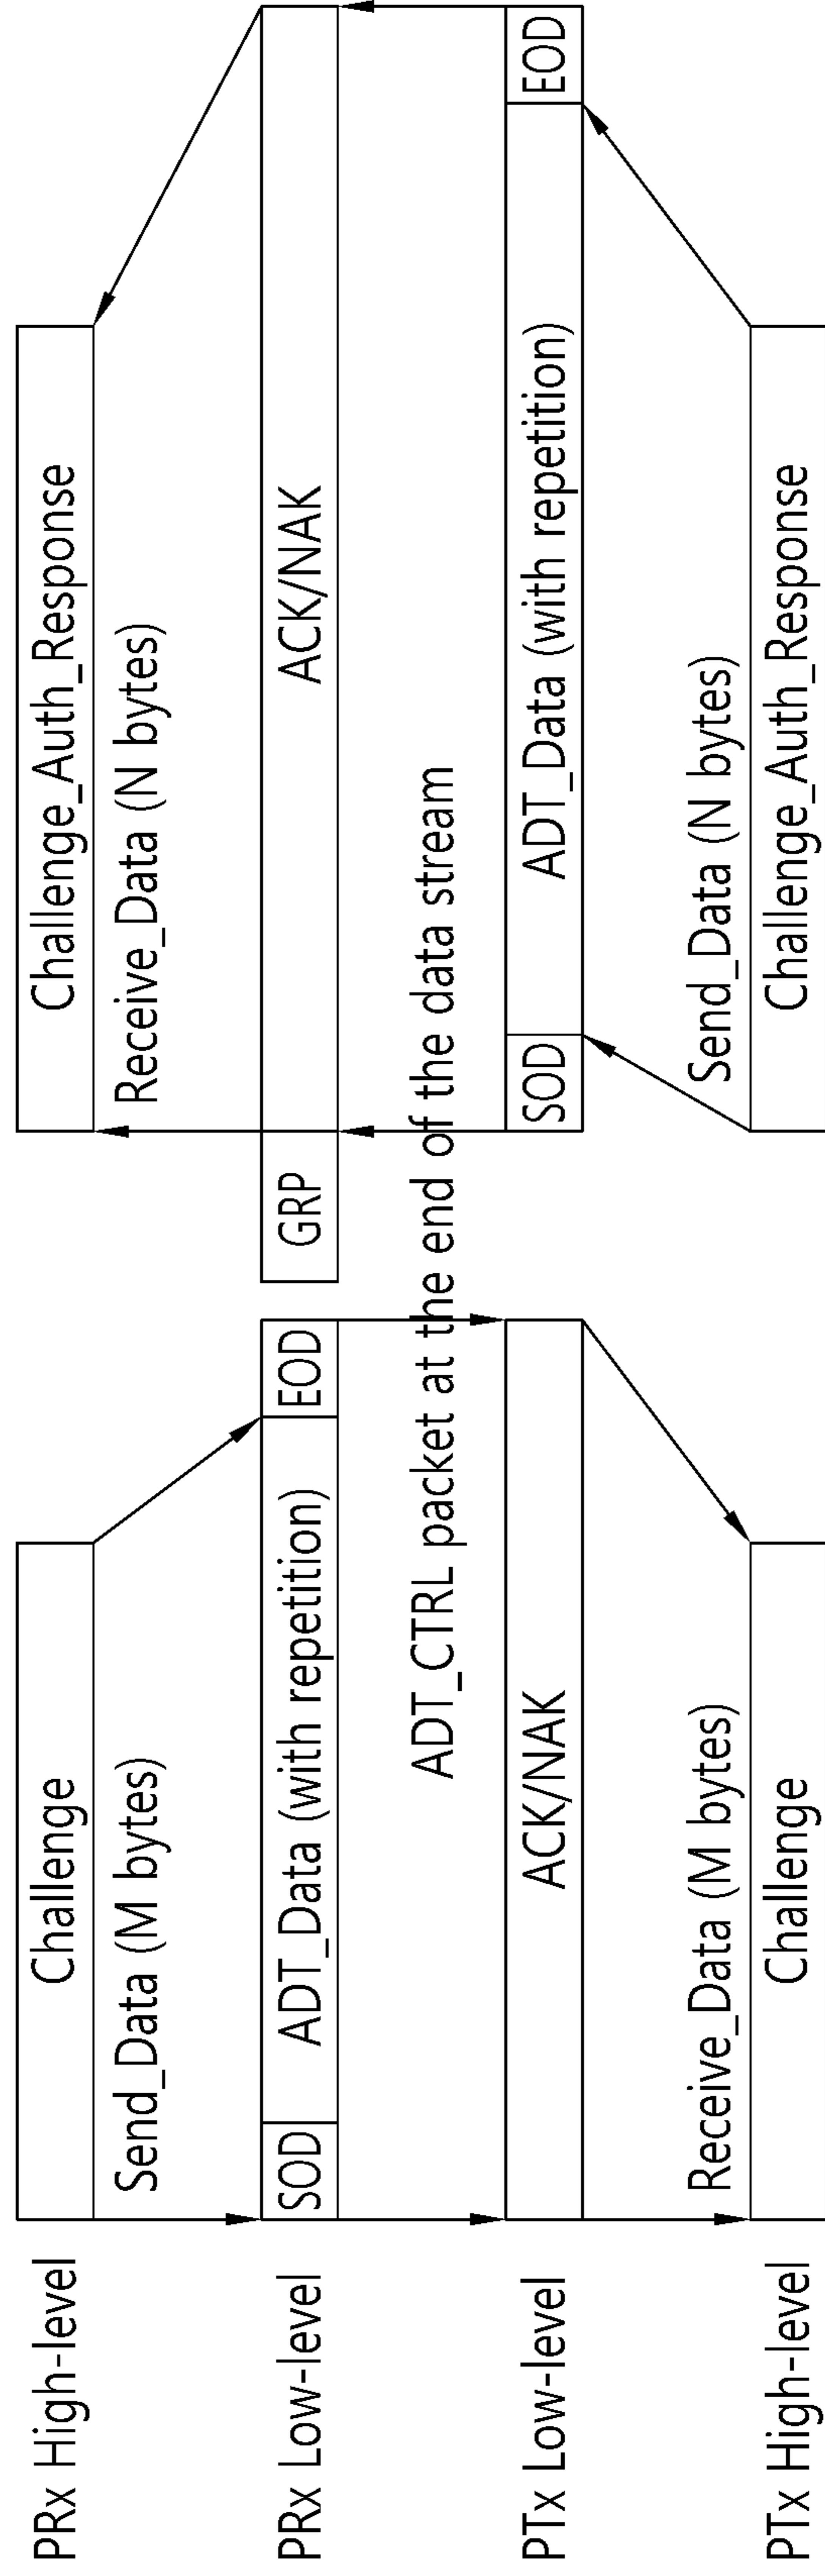 PRx High-level
Challenge
Challenge_Auth_Response
Send_Data (M bytes)
Receive_Data (N bytes)
PRx Low-level
SOD
ADT_Data (with repetition)
EOD
GRP
ACK/NAK
ADT_CTRL packet at the end of the data stream
PTx Low-level
ACK/NAK
SOD
ADT_Data (with repetition)
EOD
Receive_Data (M bytes)
Send_Data (N bytes)
PTx High-level
Challenge
Challenge_Auth_Response